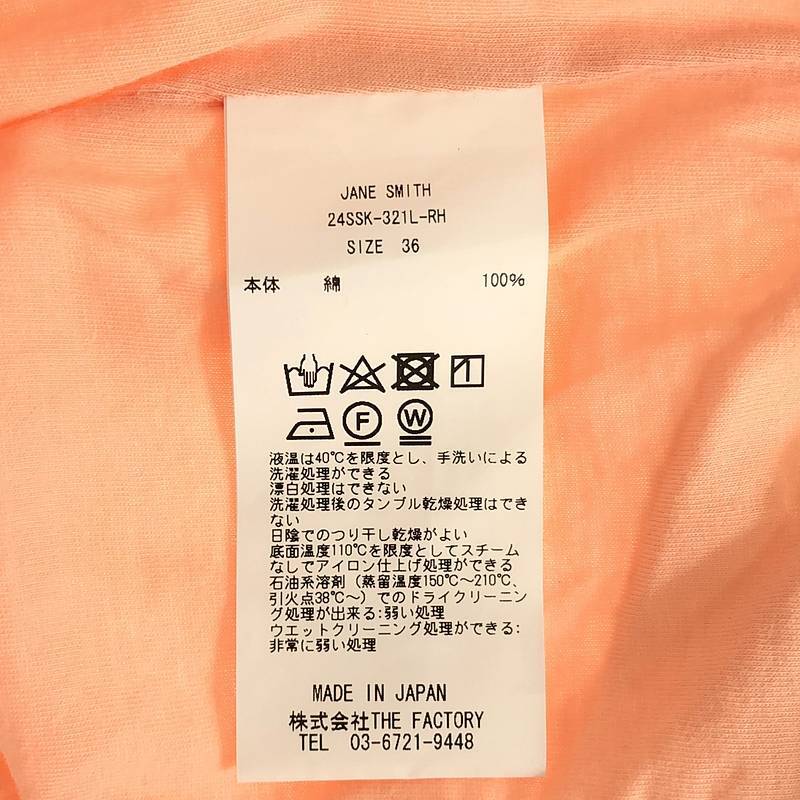 JANE SMITH
24SSK-321L-RH
SIZE 36
本体 綿 100%
F W
液温は40℃を限度とし、手洗いによる
洗濯処理ができる
漂白処理はできない
洗濯処理後のタンブル乾燥処理はでき
ない
日陰でのつり干し乾燥がよい
底面温度110℃を限度としてスチーム
なしでアイロン仕上げ処理ができる
石油系溶剤（蒸留温度150℃～210℃、
引火点38℃～）でのドライクリーニン
グ処理が出来る:弱い処理
ウエットクリーニング処理ができる:
非常に弱い処理
MADE IN JAPAN
株式会社THE FACTORY
TEL 03-6721-9448